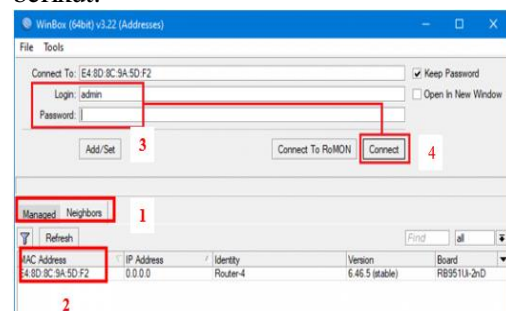 berikut:
WinBox (64bit) v3.22 (Addresses)
File Tools
Connect To: E4:8D:8C:9A:5D:F2
Keep Password
Login: admin
Open In New Window
Password:
3
Add/Set
Connect To RoMON
Connect
4
Managed Neighbors
1
Refresh
Find
all
MAC Address IP Address Identity Version Board
E4:8D:8C:9A:5D:F2 0.0.0.0 Router-4 6.46.5 (stable) RB951Ui-2nD
2